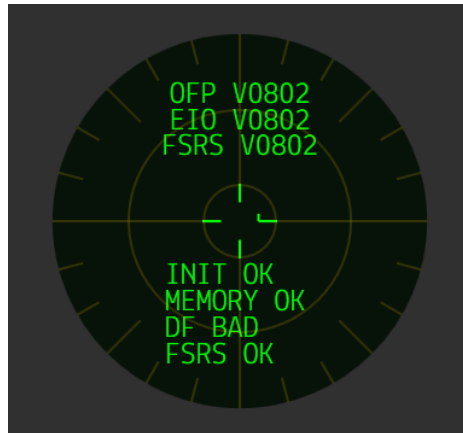 OFP V0802
EIO V0802
FSRS V0802
INIT OK
MEMORY OK
DF BAD
FSRS OK